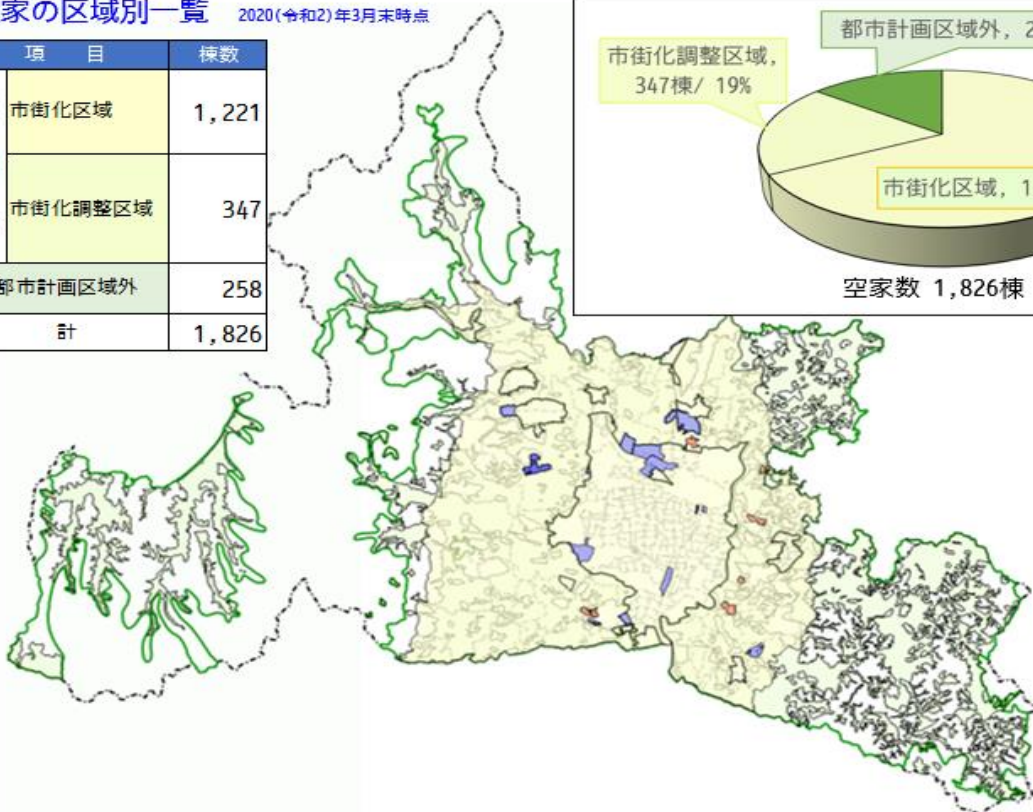 家の区域別一覧 2020(令和2)年3月末時点
項 目 棟数
市街化区域 1,221
市街化調整区域 347
都市計画区域外 258
計 1,826
都市計画区域外, 2
市街化調整区域,
347棟/ 19%
市街化区域, 1
空家数 1,826棟